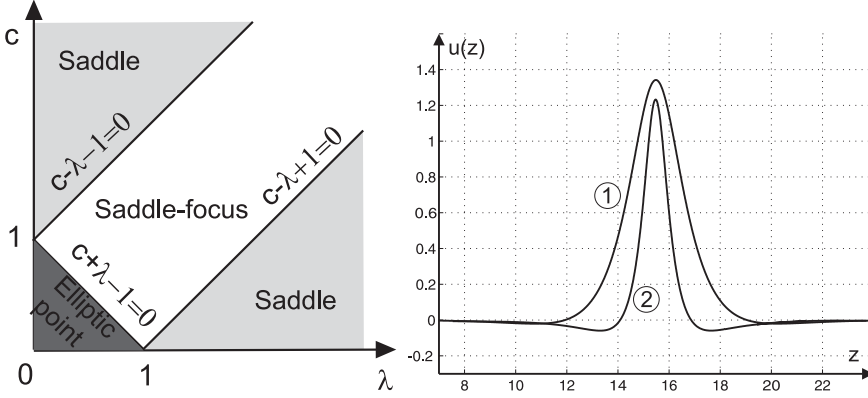 c
Saddle
c-λ-1=0
c-λ+1=0
Saddle-focus
1
c+λ-1=0
Elliptic
point
Saddle
0
1
λ
u(z)
1.4
1.2
1
0.8
0.6
0.4
0.2
0
-0.2
1
2
z
8
10
12
14
16
18
20
22